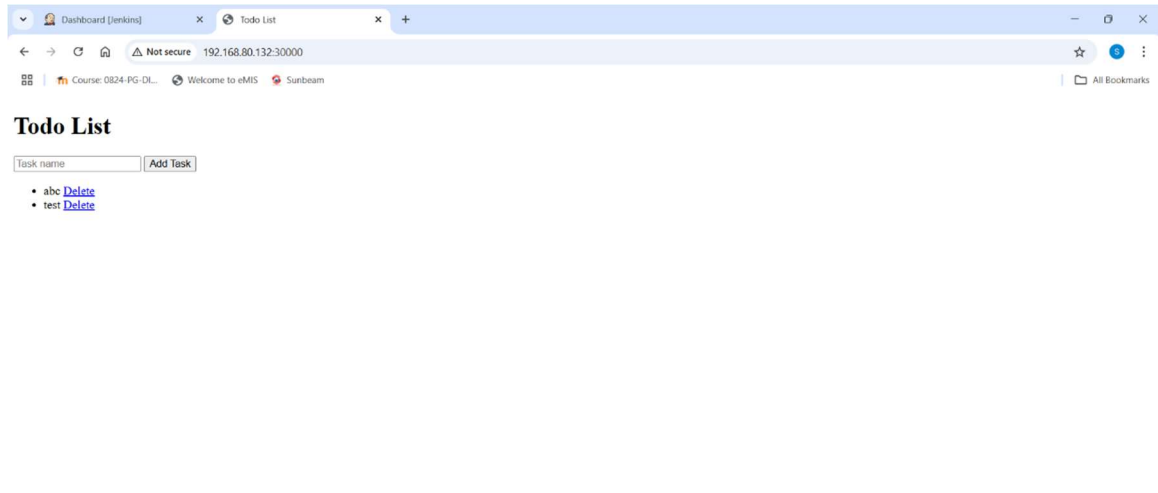 Dashboard [Jenkins]
Todo List
Not secure 192.168.80.132:30000
S
Course: 0824-PG-DI... Welcome to eMIS Sunbeam All Bookmarks
Todo List
Task name Add Task
abc Delete
test Delete